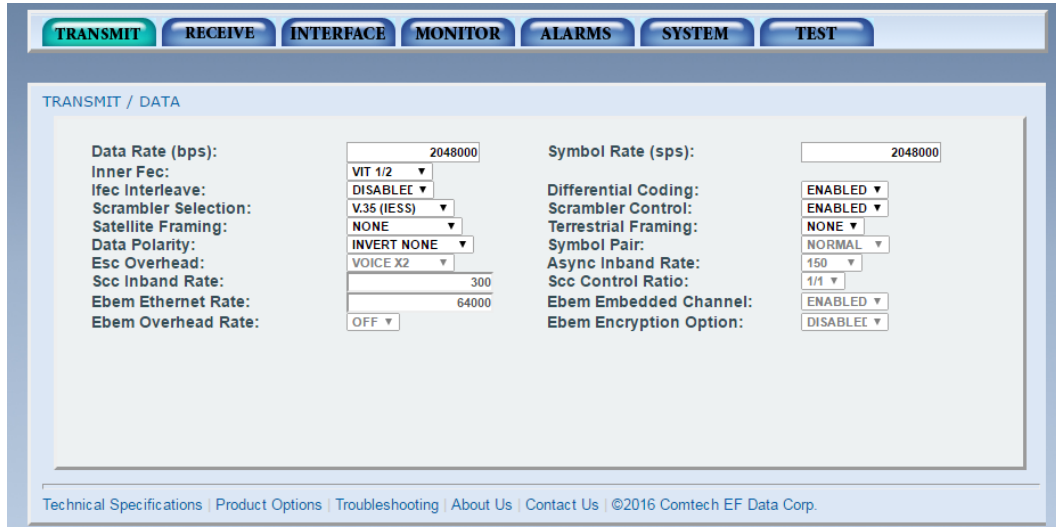 TRANSMIT RECEIVE INTERFACE MONITOR ALARMS SYSTEM TEST
TRANSMIT / DATA
Data Rate (bps): 2048000 Symbol Rate (sps): 2048000
Inner Fec: VIT 1/2
Ifec Interleave: DISABLED Differential Coding: ENABLED
Scrambler Selection: V.35 (IESS) Scrambler Control: ENABLED
Satellite Framing: NONE Terrestrial Framing: NONE
Data Polarity: INVERT NONE Symbol Pair: NORMAL
Esc Overhead: VOICE X2 Async Inband Rate: 150
Scc Inband Rate: 300 Scc Control Ratio: 1/1
Ebem Ethernet Rate: 64000 Ebem Embedded Channel: ENABLED
Ebem Overhead Rate: OFF Ebem Encryption Option: DISABLED
Technical Specifications | Product Options | Troubleshooting | About Us | Contact Us | ©2016 Comtech EF Data Corp.